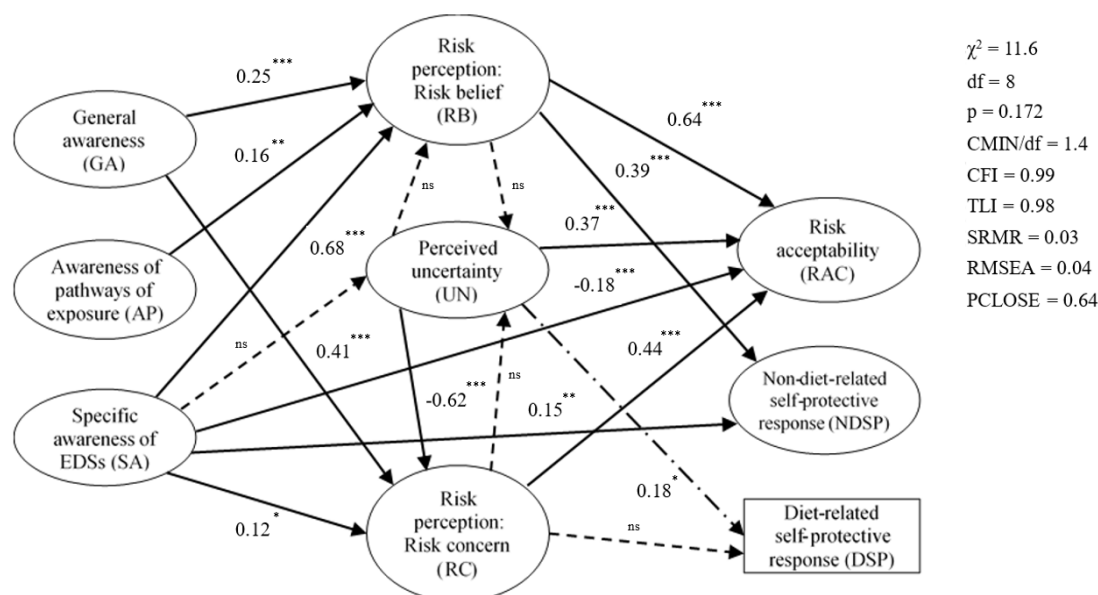 Risk
perception:
Risk belief
(RB)
General
awareness
(GA)
Awareness of
pathways of
exposure (AP)
Specific
awareness of
EDSs (SA)
Perceived
uncertainty
(UN)
Risk
perception:
Risk concern
(RC)
Risk
acceptability
(RAC)
Non-diet-related
self-protective
response (NDSP)
Diet-related
self-protective
response (DSP)
0.25***
0.16**
0.68***
ns
ns
ns
0.41***
0.12*
-0.62***
ns
0.64***
0.39***
0.37***
-0.18***
0.44***
0.15**
0.18*
ns
χ² = 11.6
df = 8
p = 0.172
CMIN/df = 1.4
CFI = 0.99
TLI = 0.98
SRMR = 0.03
RMSEA = 0.04
PCLOSE = 0.64